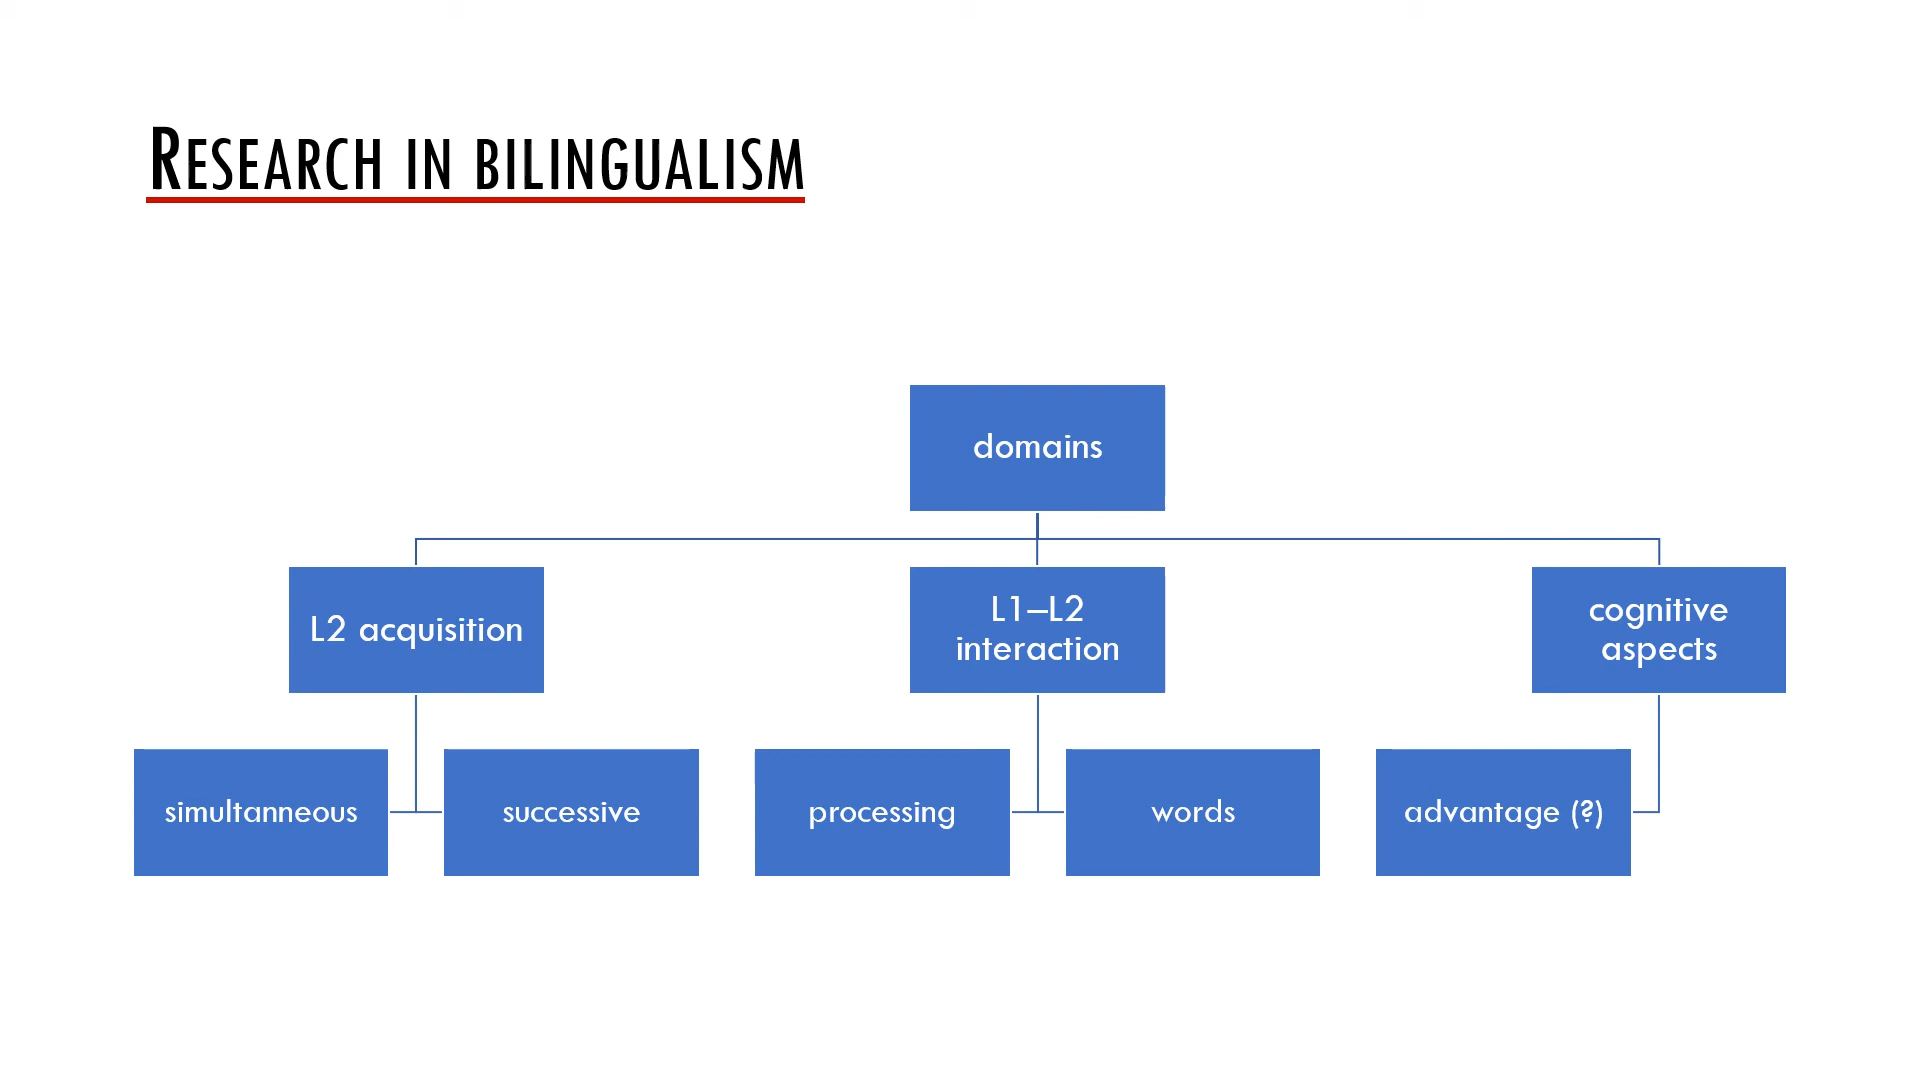 RESEARCH IN BILINGUALISM
domains
L2 acquisition
L1–L2
interaction
cognitive
aspects
simultanneous
successive
processing
words
advantage (?)